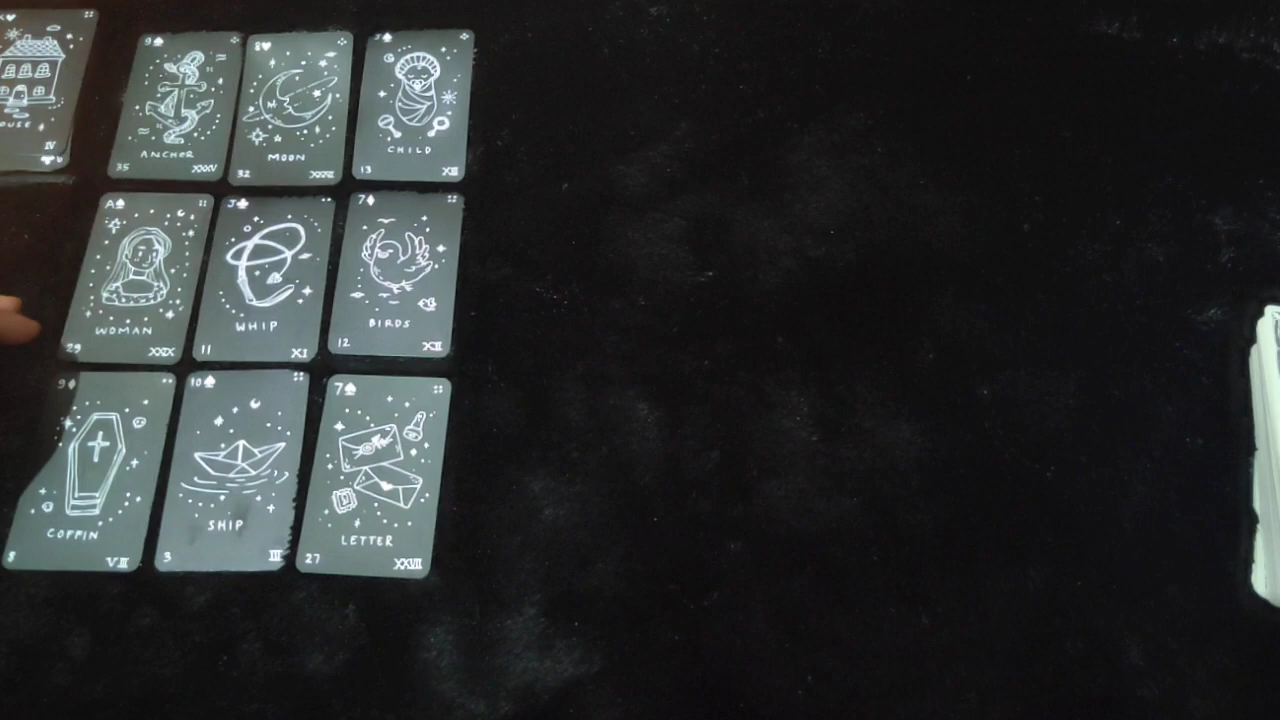 9♠
ANCHOR
35 XXXV
8♥
MOON
32 XXXII
J♠
CHILD
13 XIII
A♠
WOMAN
29 XXIX
J♣
WHIP
11 XI
7♦
BIRDS
12 XII
9♦
COFFIN
8 VIII
10♠
SHIP
3 III
7♠
LETTER
27 XXVII
OUSE
IV